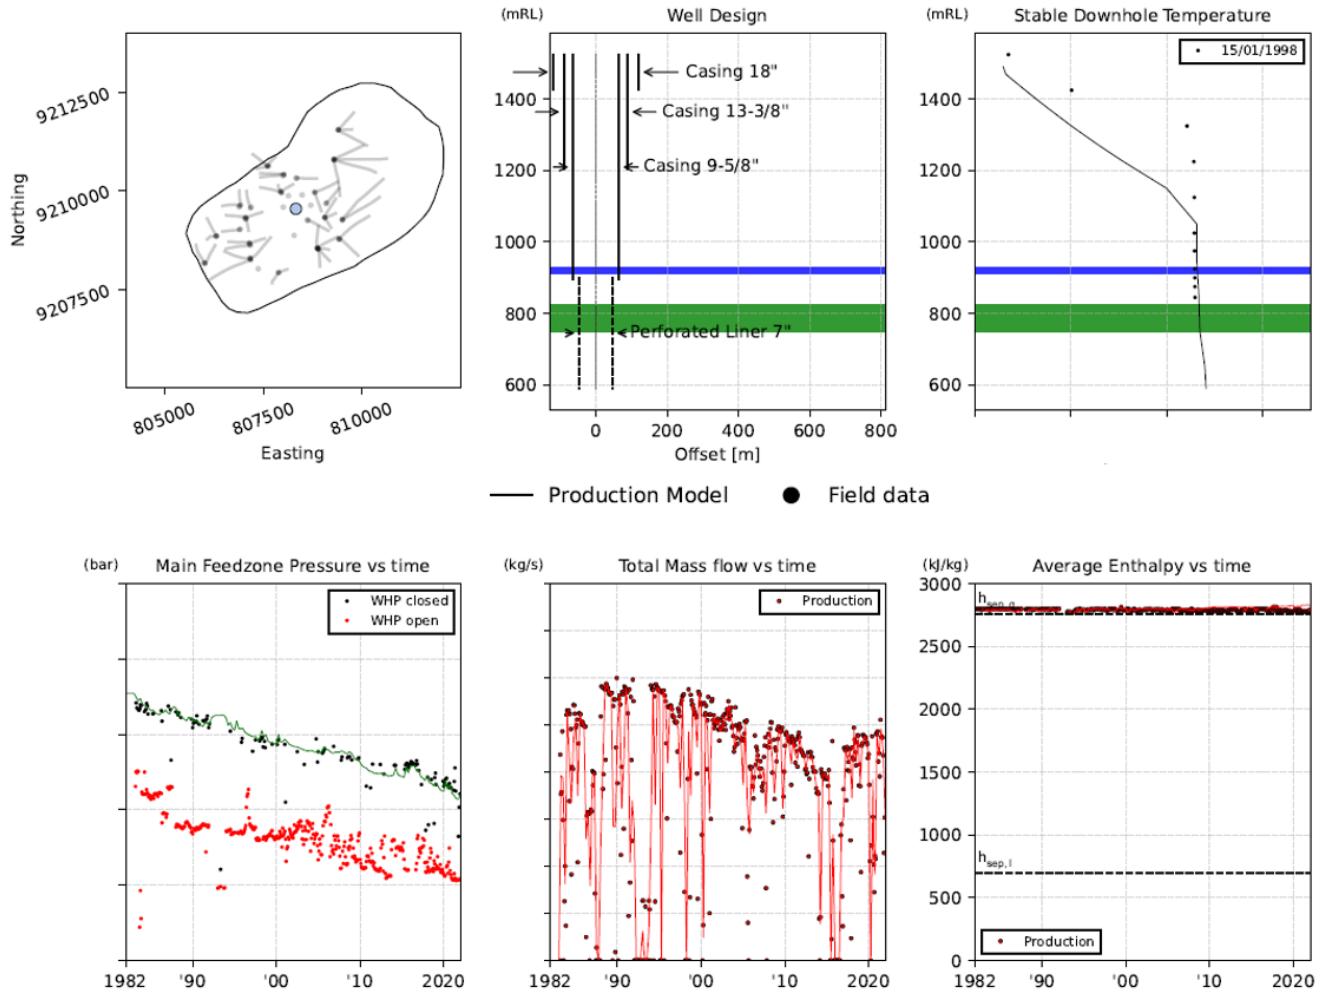 (mRL)
Well Design
(mRL)
Stable Downhole Temperature
9212500
9210000
9207500
Northing
805000
807500
810000
Easting
Casing 18"
Casing 13-3/8"
Casing 9-5/8"
Perforated Liner 7"
1400
1200
1000
800
600
0
200
400
600
800
Offset [m]
15/01/1998
1400
1200
1000
800
600
Production Model
Field data
(bar)
Main Feedzone Pressure vs time
WHP closed
WHP open
1982
'90
'00
'10
2020
(kg/s)
Total Mass flow vs time
Production
1982
'90
'00
'10
2020
(kJ/kg)
Average Enthalpy vs time
3000
2500
2000
1500
1000
500
0
h_sep,g
h_sep,l
Production
1982
'90
'00
'10
2020